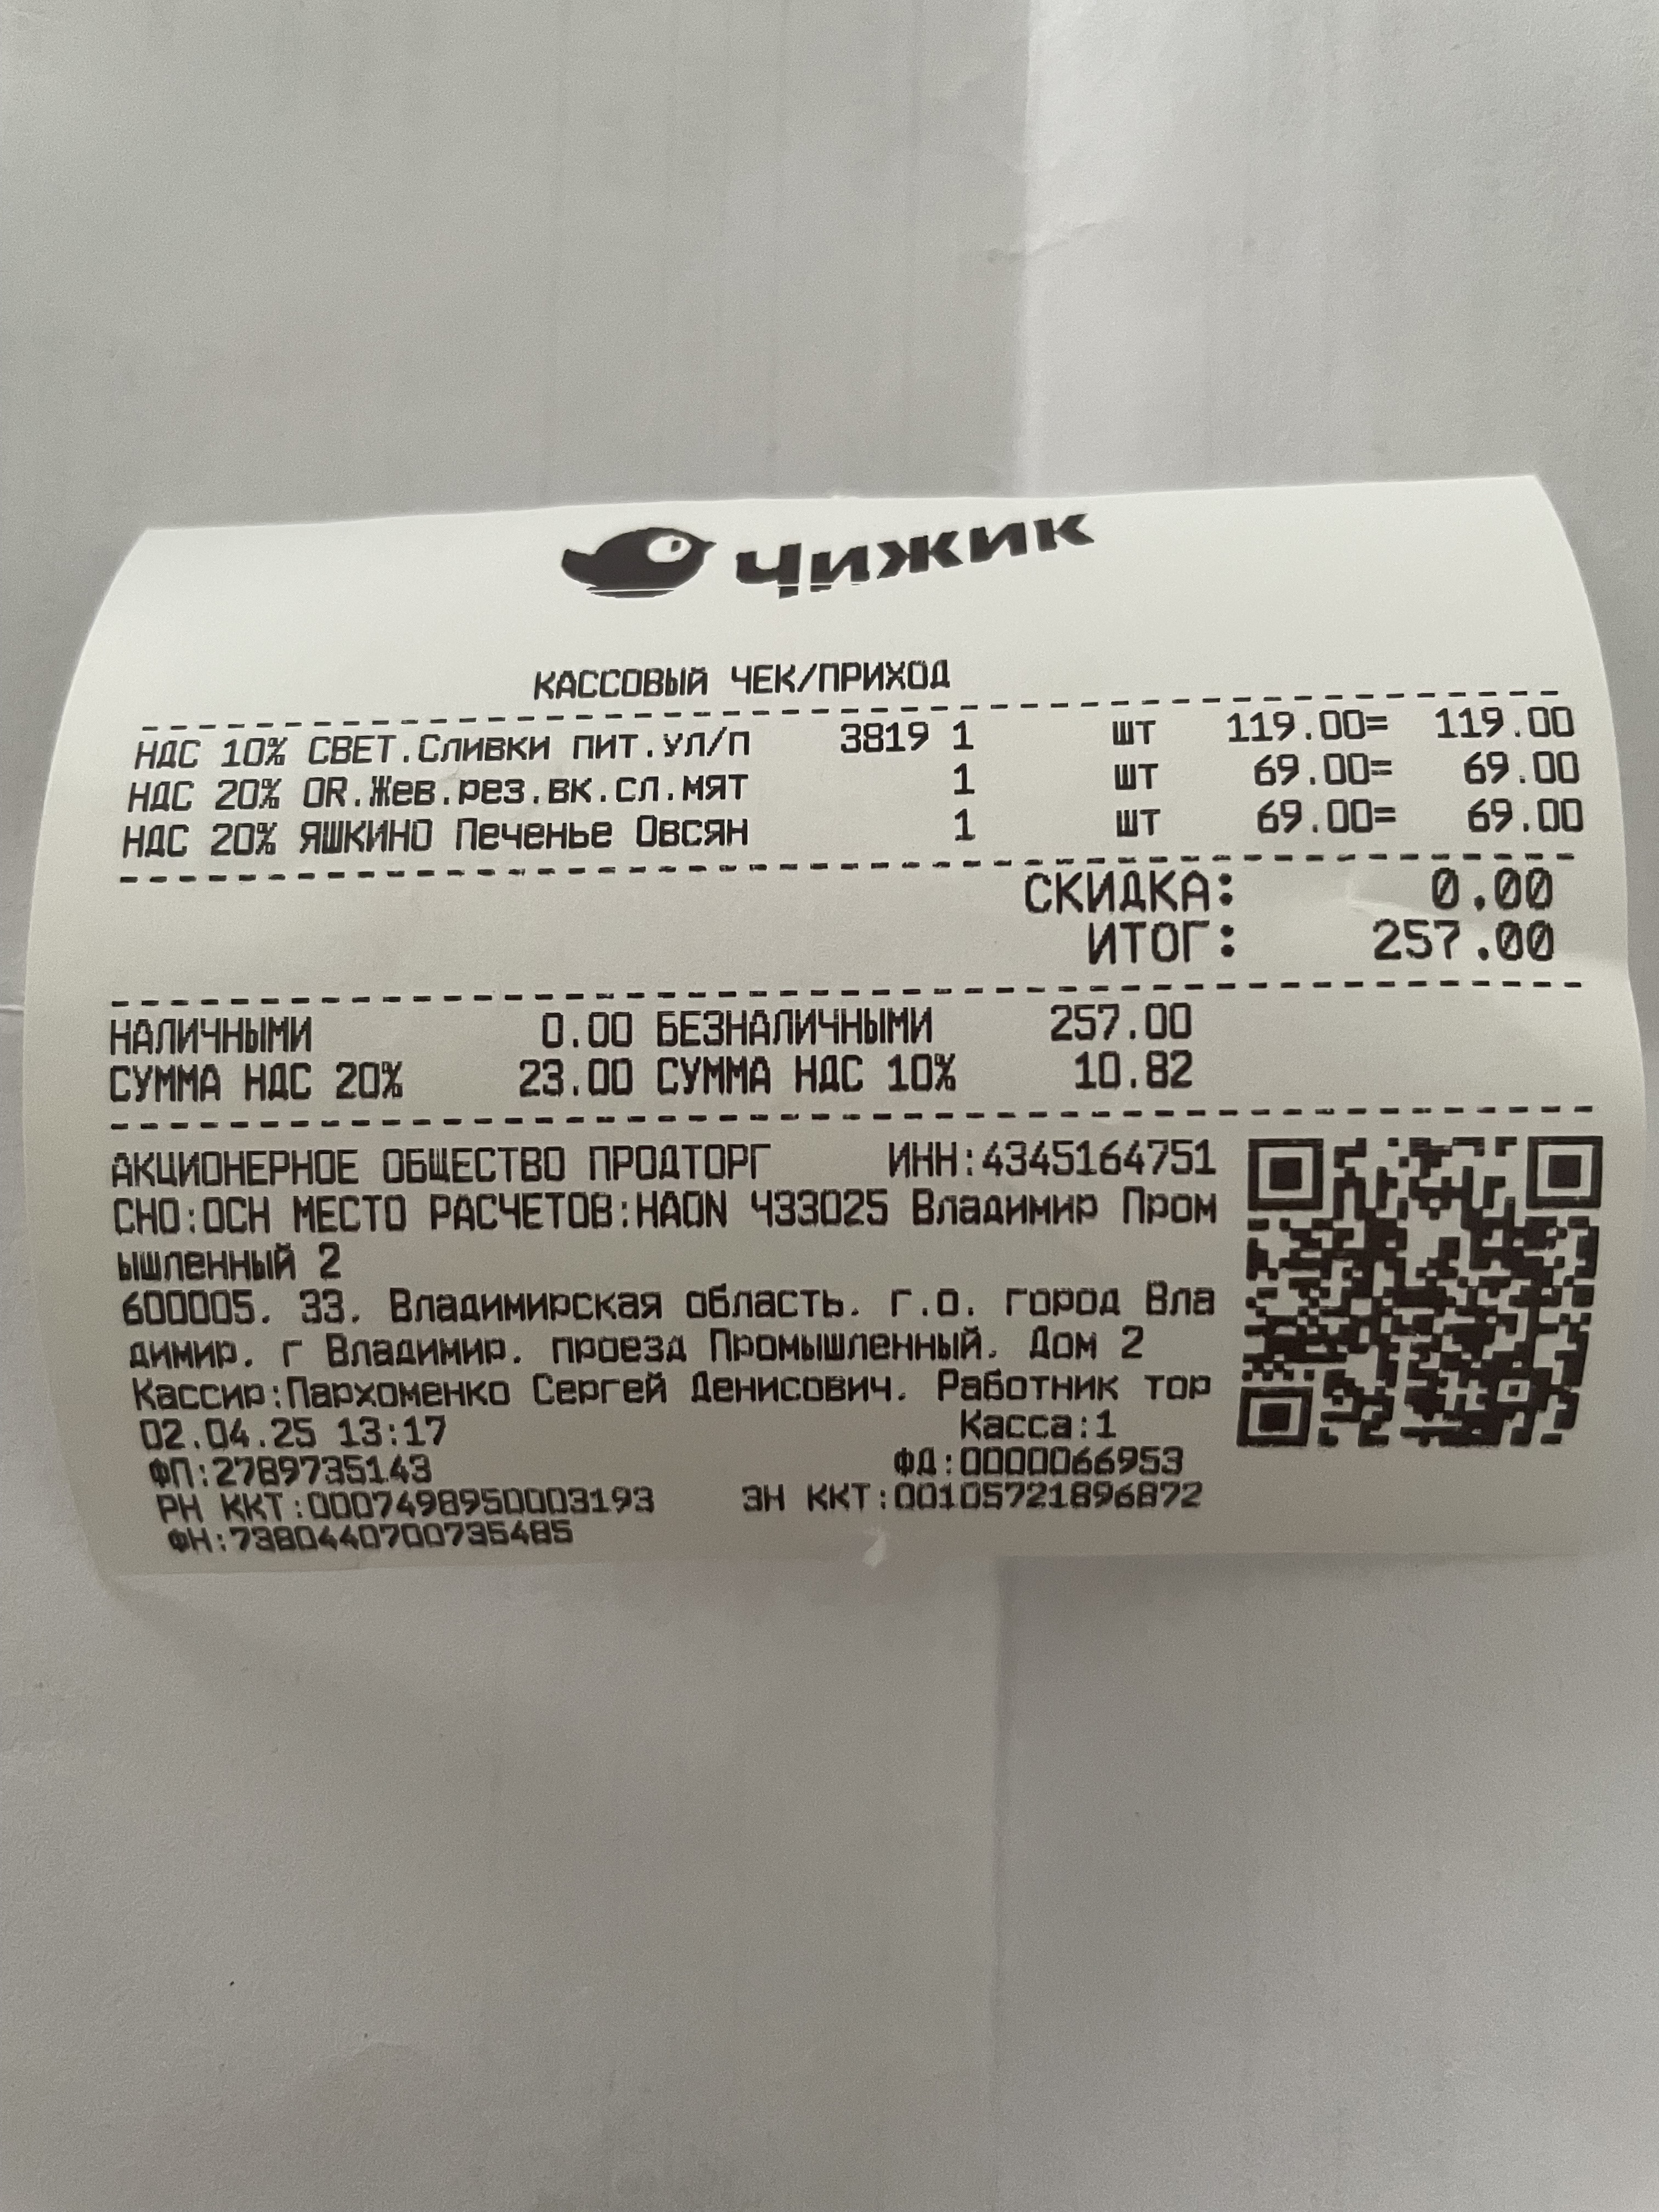 Чижик
КАССОВЫЙ ЧЕК/ПРИХОД
НДС 10% СВЕТ.Сливки пит.ул/п 3819 1 шт 119.00= 119.00
НДС 20% OR.Жев.рез.вк.сл.мят 1 шт 69.00= 69.00
НДС 20% ЯШКИНО Печенье Овсян 1 шт 69.00= 69.00
СКИДКА: 0.00
ИТОГ: 257.00
НАЛИЧНЫМИ 0.00 БЕЗНАЛИЧНЫМИ 257.00
СУММА НДС 20% 23.00 СУММА НДС 10% 10.82
АКЦИОНЕРНОЕ ОБЩЕСТВО ПРОДТОРГ ИНН:4345164751
СНО:ОСН МЕСТО РАСЧЕТОВ:HAON 433025 Владимир Пром
ышленный 2
600005. 33. Владимирская область. г.о. город Вла
димир. г Владимир. проезд Промышленный. Дом 2
Кассир:Пархоменко Сергей Денисович. Работник тор
02.04.25 13:17 Касса:1
ФП:2789735143 ФД:0000066953
РН ККТ:0007498950003193 ЗН ККТ:00105721896872
ФН:7380440700735485